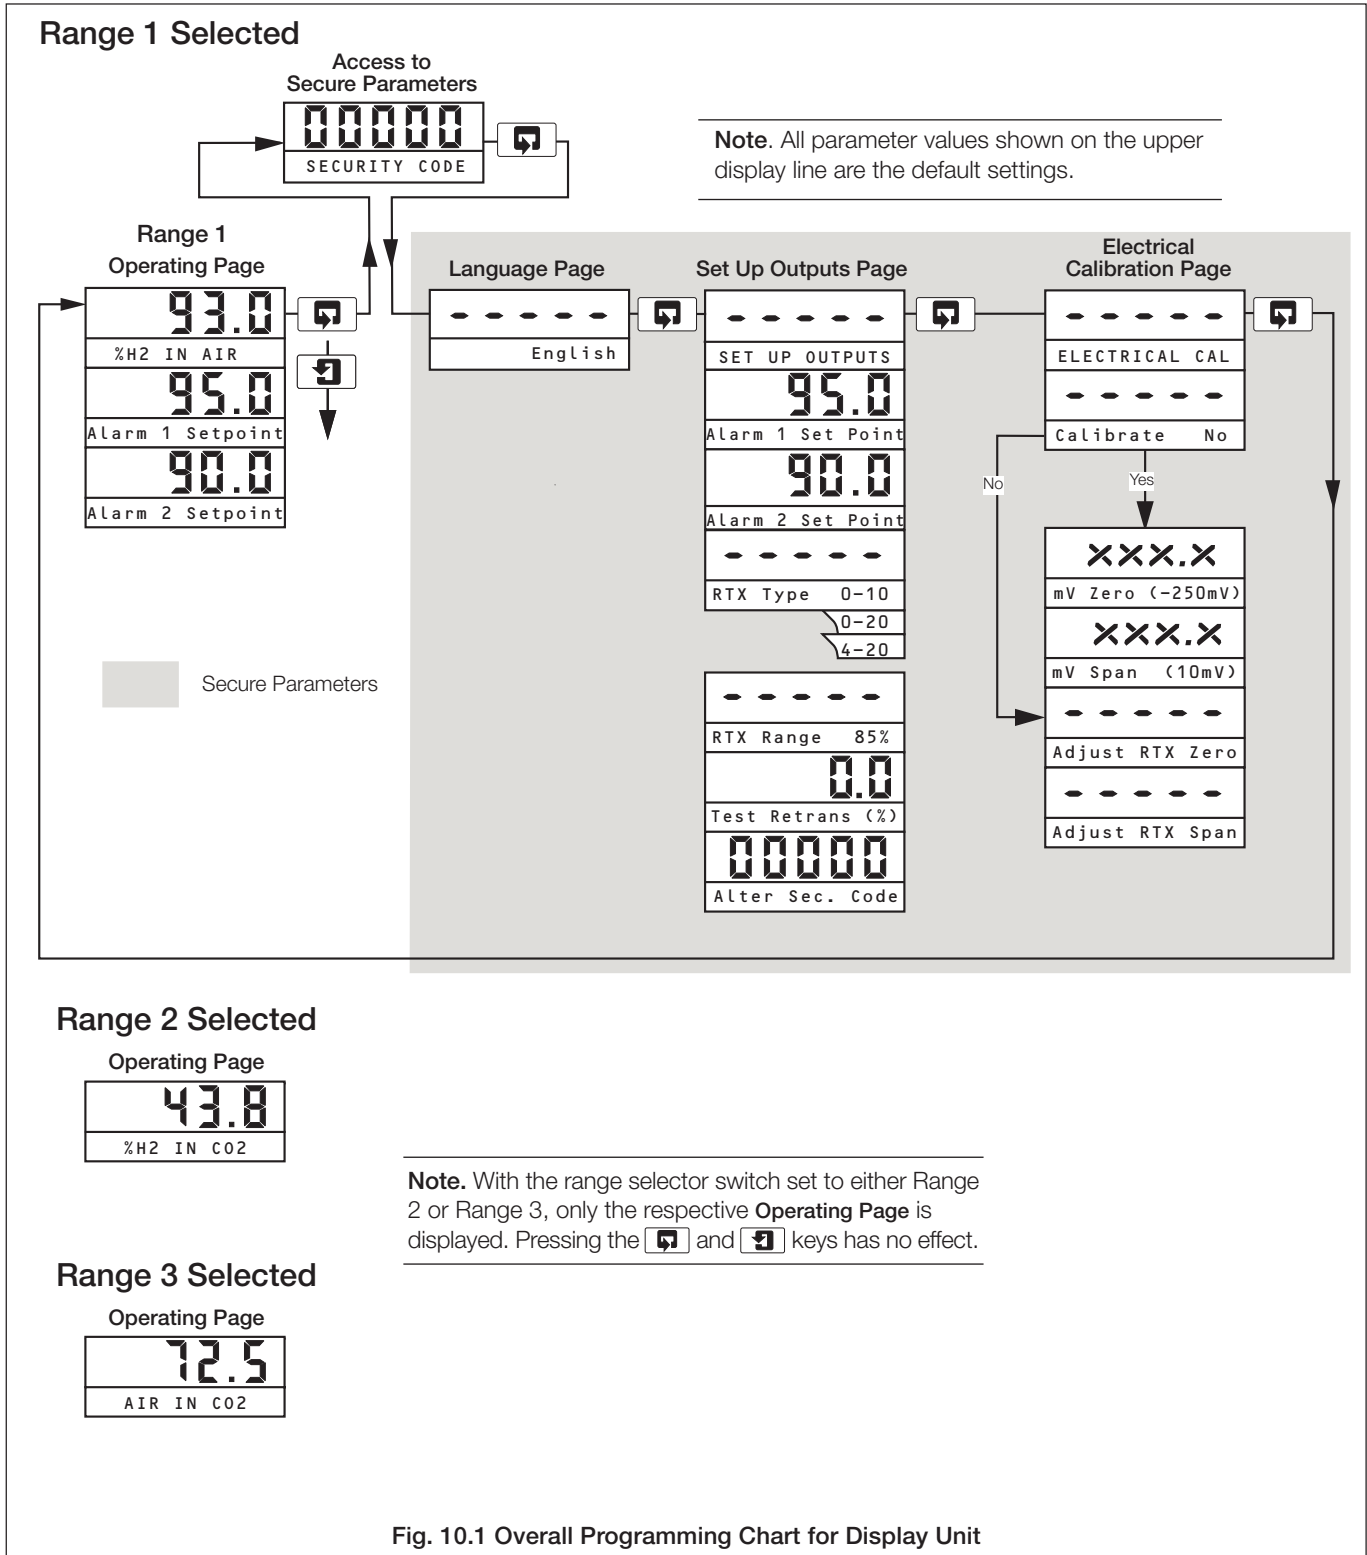 Range 1 Selected
Access to
Secure Parameters
00000
SECURITY CODE
Note. All parameter values shown on the upper
display line are the default settings.
Range 1
Operating Page
93.0
%H2 IN AIR
95.0
Alarm 1 Setpoint
90.0
Alarm 2 Setpoint
Language Page
- - - - -
English
Set Up Outputs Page
- - - - -
SET UP OUTPUTS
95.0
Alarm 1 Set Point
90.0
Alarm 2 Set Point
- - - - -
RTX Type 0-10
0-20
4-20
- - - - -
RTX Range 85%
0.0
Test Retrans (%)
00000
Alter Sec. Code
Electrical
Calibration Page
- - - - -
ELECTRICAL CAL
- - - - -
Calibrate No
No
Yes
XXX.X
mV Zero (-250mV)
XXX.X
mV Span (10mV)
- - - - -
Adjust RTX Zero
- - - - -
Adjust RTX Span
Secure Parameters
Range 2 Selected
Operating Page
43.8
%H2 IN CO2
Note. With the range selector switch set to either Range
2 or Range 3, only the respective Operating Page is
displayed. Pressing the and keys has no effect.
Range 3 Selected
Operating Page
72.5
AIR IN CO2
Fig. 10.1 Overall Programming Chart for Display Unit